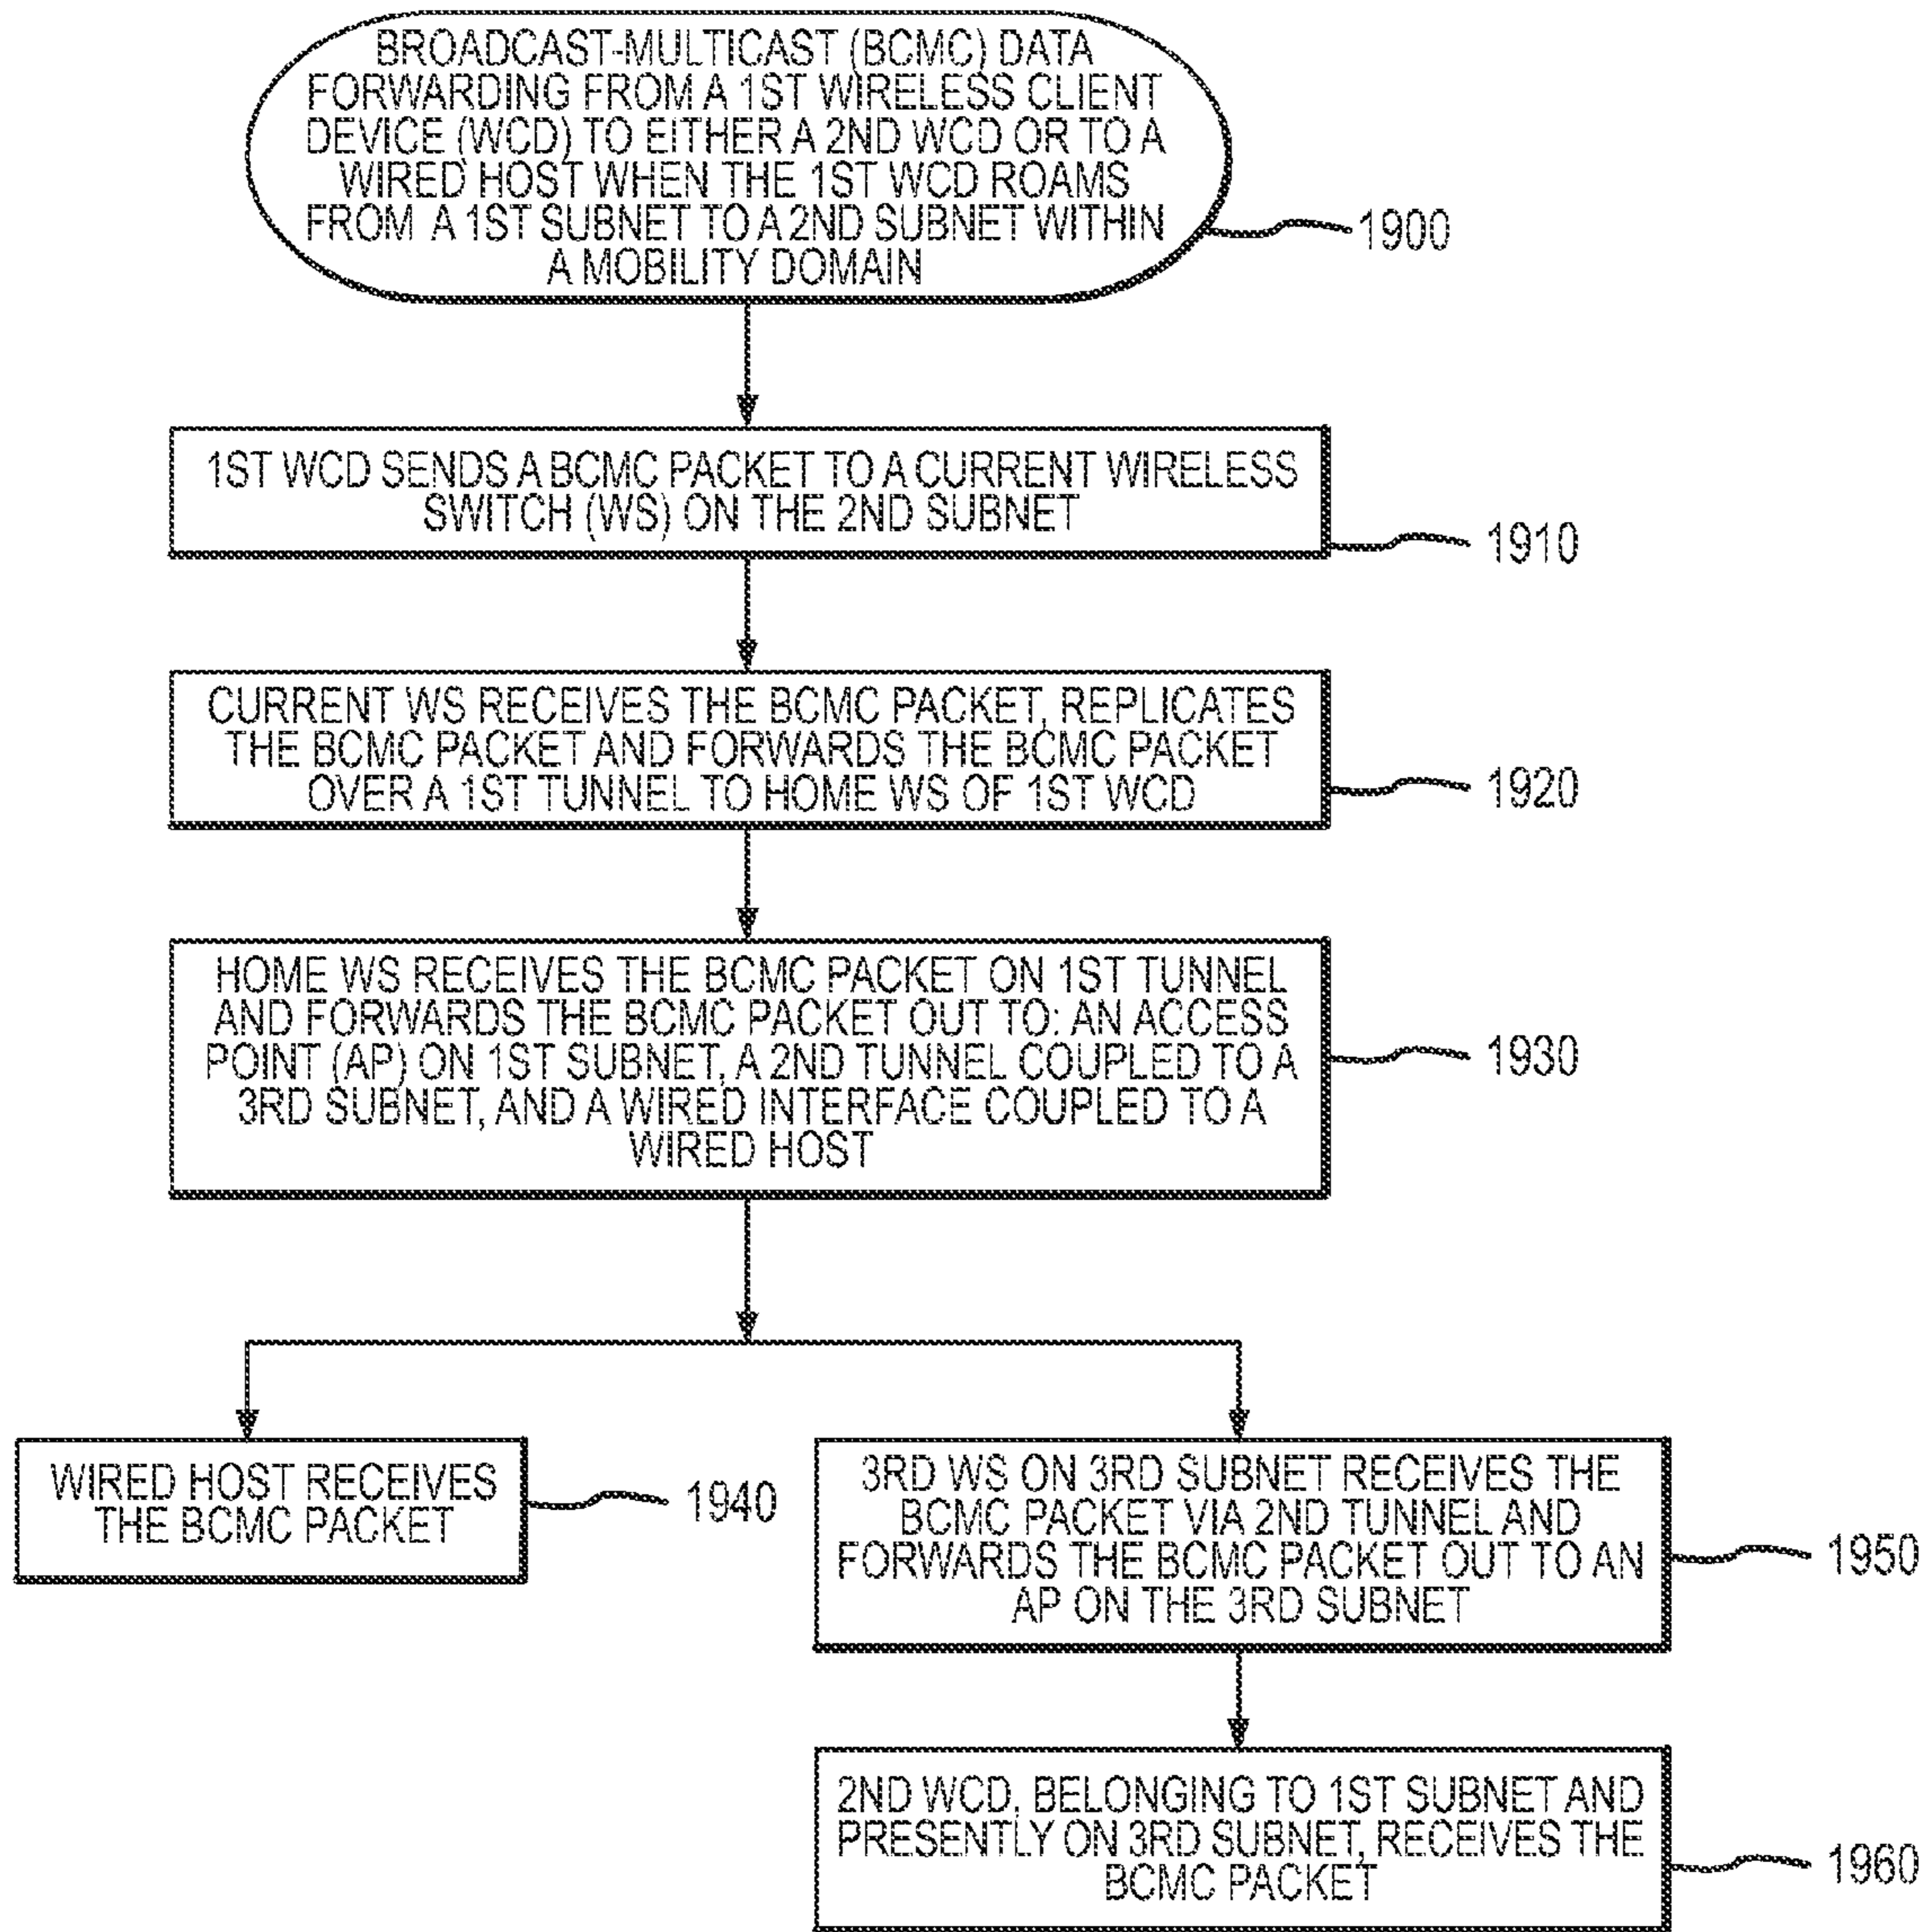 BROADCAST-MULTICAST (BCMC) DATA
FORWARDING FROM A 1ST WIRELESS CLIENT
DEVICE (WCD) TO EITHER A 2ND WCD OR TO A
WIRED HOST WHEN THE 1ST WCD ROAMS
FROM A 1ST SUBNET TO A 2ND SUBNET WITHIN
A MOBILITY DOMAIN
1900
1ST WCD SENDS A BCMC PACKET TO A CURRENT WIRELESS
SWITCH (WS) ON THE 2ND SUBNET
1910
CURRENT WS RECEIVES THE BCMC PACKET, REPLICATES
THE BCMC PACKET AND FORWARDS THE BCMC PACKET
OVER A 1ST TUNNEL TO HOME WS OF 1ST WCD
1920
HOME WS RECEIVES THE BCMC PACKET ON 1ST TUNNEL
AND FORWARDS THE BCMC PACKET OUT TO: AN ACCESS
POINT (AP) ON 1ST SUBNET, A 2ND TUNNEL COUPLED TO A
3RD SUBNET, AND A WIRED INTERFACE COUPLED TO A
WIRED HOST
1930
WIRED HOST RECEIVES
THE BCMC PACKET
1940
3RD WS ON 3RD SUBNET RECEIVES THE
BCMC PACKET VIA 2ND TUNNEL AND
FORWARDS THE BCMC PACKET OUT TO AN
AP ON THE 3RD SUBNET
1950
2ND WCD, BELONGING TO 1ST SUBNET AND
PRESENTLY ON 3RD SUBNET, RECEIVES THE
BCMC PACKET
1960